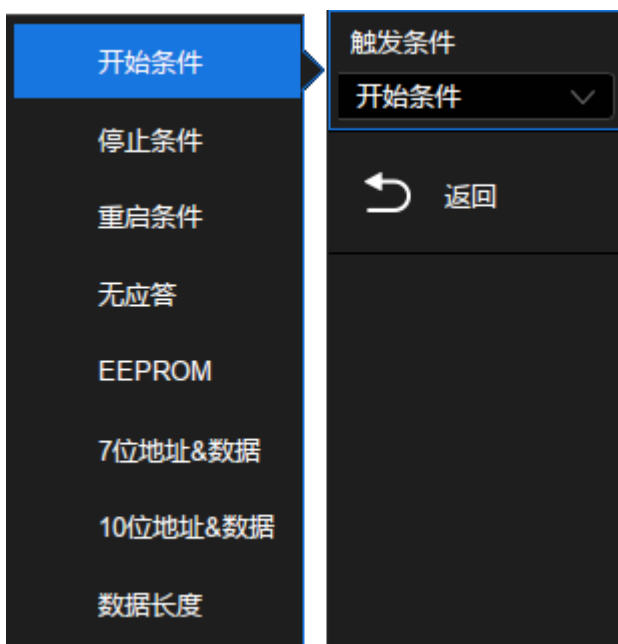 开始条件
停止条件
重启条件
无应答
EEPROM
7位地址&数据
10位地址&数据
数据长度
触发条件
开始条件
返回